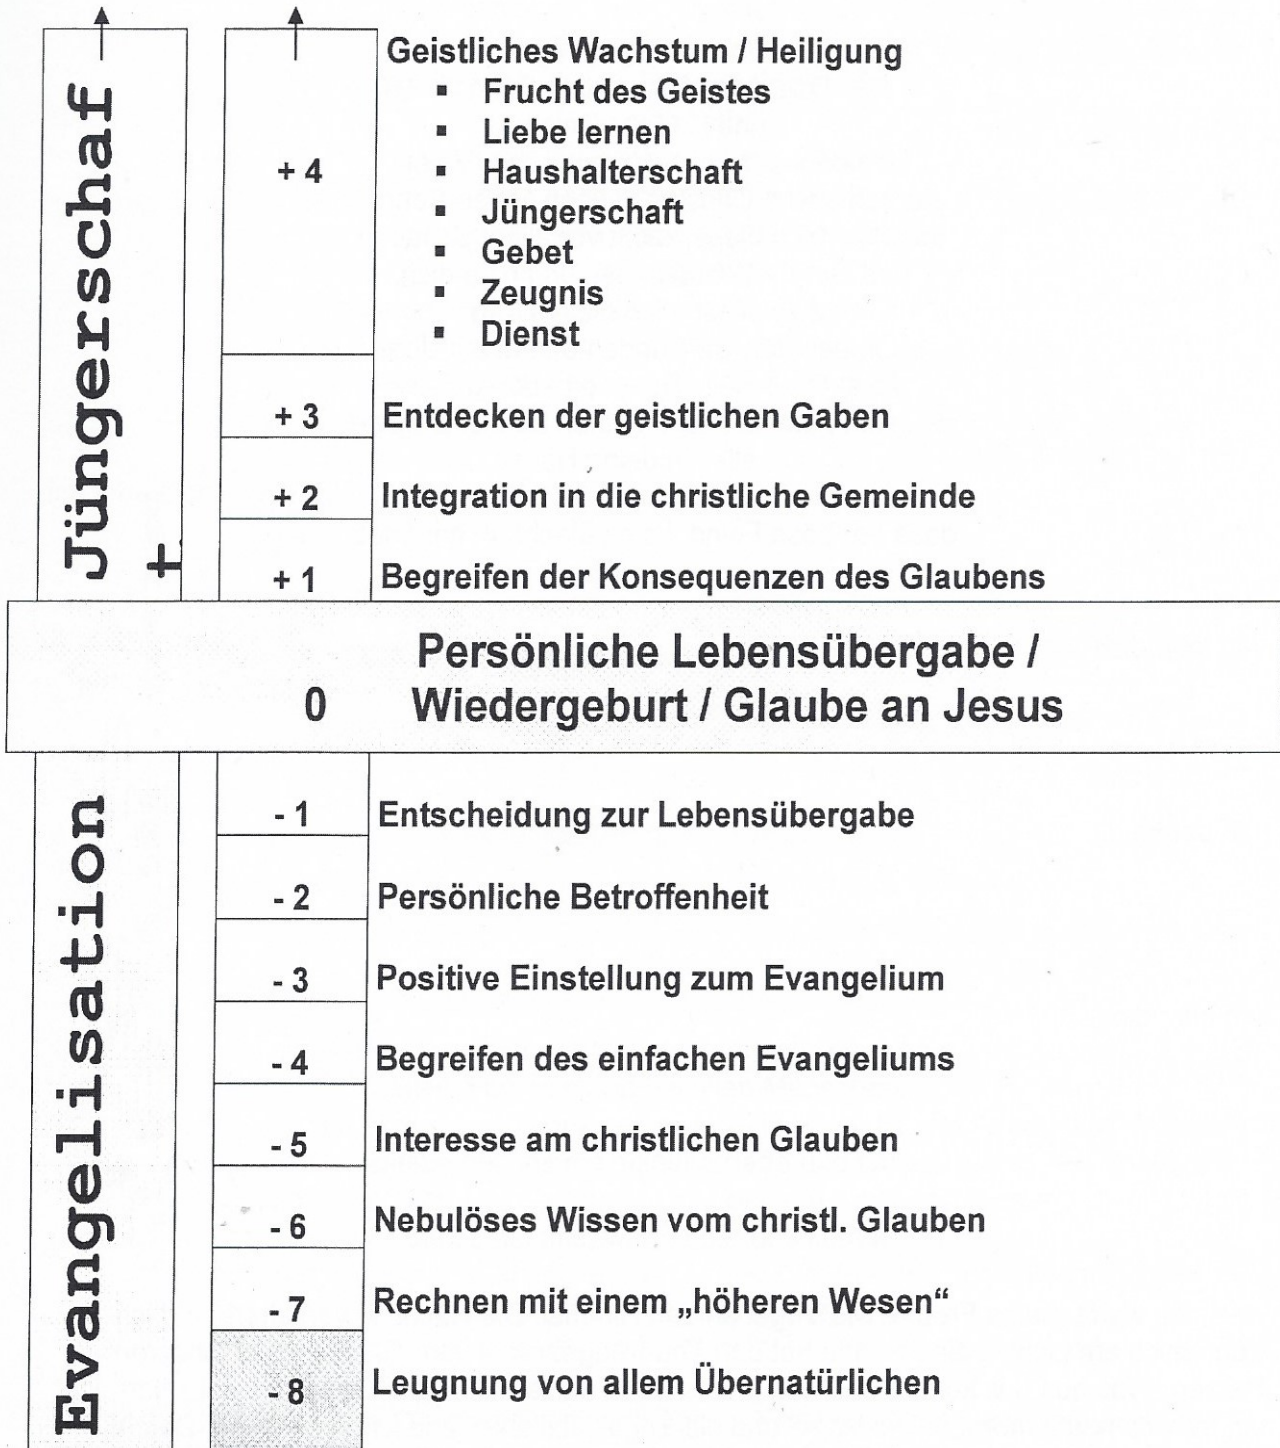 Jüngerschaf
t
Geistliches Wachstum / Heiligung
▪ Frucht des Geistes
▪ Liebe lernen
+ 4
▪ Haushalterschaft
▪ Jüngerschaft
▪ Gebet
▪ Zeugnis
▪ Dienst
+ 3 Entdecken der geistlichen Gaben
+ 2 Integration in die christliche Gemeinde
+ 1 Begreifen der Konsequenzen des Glaubens
Persönliche Lebensübergabe /
0 Wiedergeburt / Glaube an Jesus
Evangelisation
- 1 Entscheidung zur Lebensübergabe
- 2 Persönliche Betroffenheit
- 3 Positive Einstellung zum Evangelium
- 4 Begreifen des einfachen Evangeliums
- 5 Interesse am christlichen Glauben
- 6 Nebulöses Wissen vom christl. Glauben
- 7 Rechnen mit einem „höheren Wesen“
- 8 Leugnung von allem Übernatürlichen